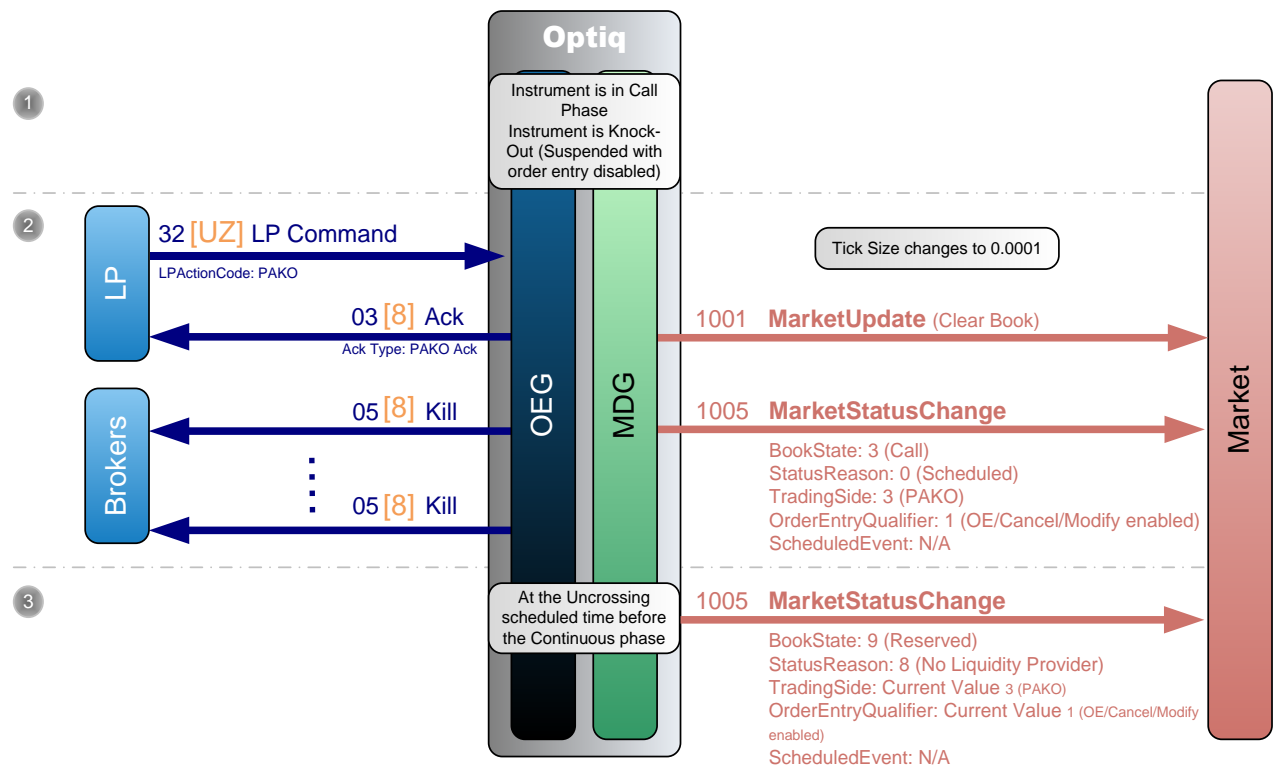 Optiq
1
Instrument is in Call
Phase
Instrument is Knock-
Out (Suspended with
order entry disabled)
2
LP
32 [UZ] LP Command
LPActionCode: PAKO
Tick Size changes to 0.0001
03 [8] Ack
Ack Type: PAKO Ack
1001 MarketUpdate (Clear Book)
Brokers
05 [8] Kill
05 [8] Kill
OEG
MDG
1005 MarketStatusChange
BookState: 3 (Call)
StatusReason: 0 (Scheduled)
TradingSide: 3 (PAKO)
OrderEntryQualifier: 1 (OE/Cancel/Modify enabled)
ScheduledEvent: N/A
Market
3
At the Uncrossing
scheduled time before
the Continuous phase
1005 MarketStatusChange
BookState: 9 (Reserved)
StatusReason: 8 (No Liquidity Provider)
TradingSide: Current Value 3 (PAKO)
OrderEntryQualifier: Current Value 1 (OE/Cancel/Modify
enabled)
ScheduledEvent: N/A